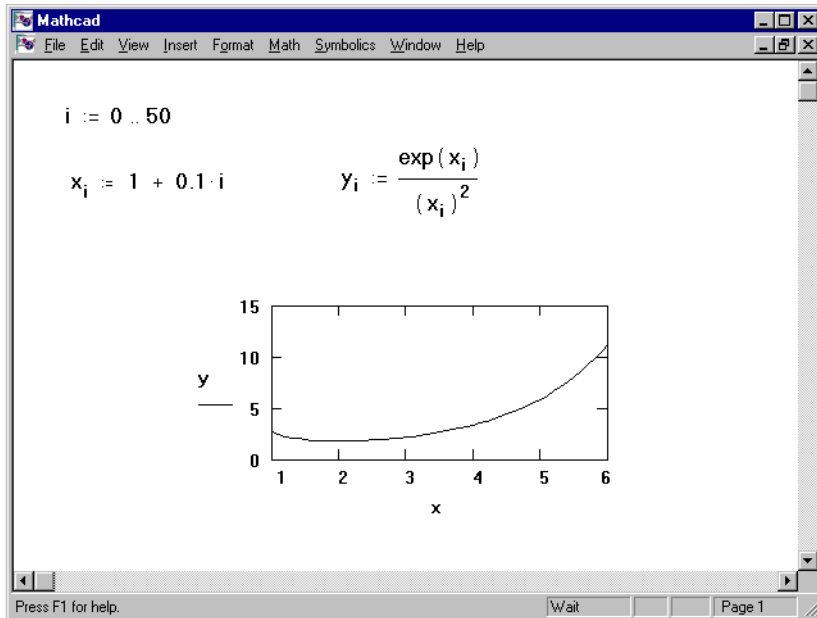 Mathcad
File Edit View Insert Format Math Symbolics Window Help
i := 0 .. 50
x_i := 1 + 0.1·i
y_i := exp(x_i) / (x_i)^2
15
10
y
5
0
1 2 3 4 5 6
x
Press F1 for help. Wait Page 1